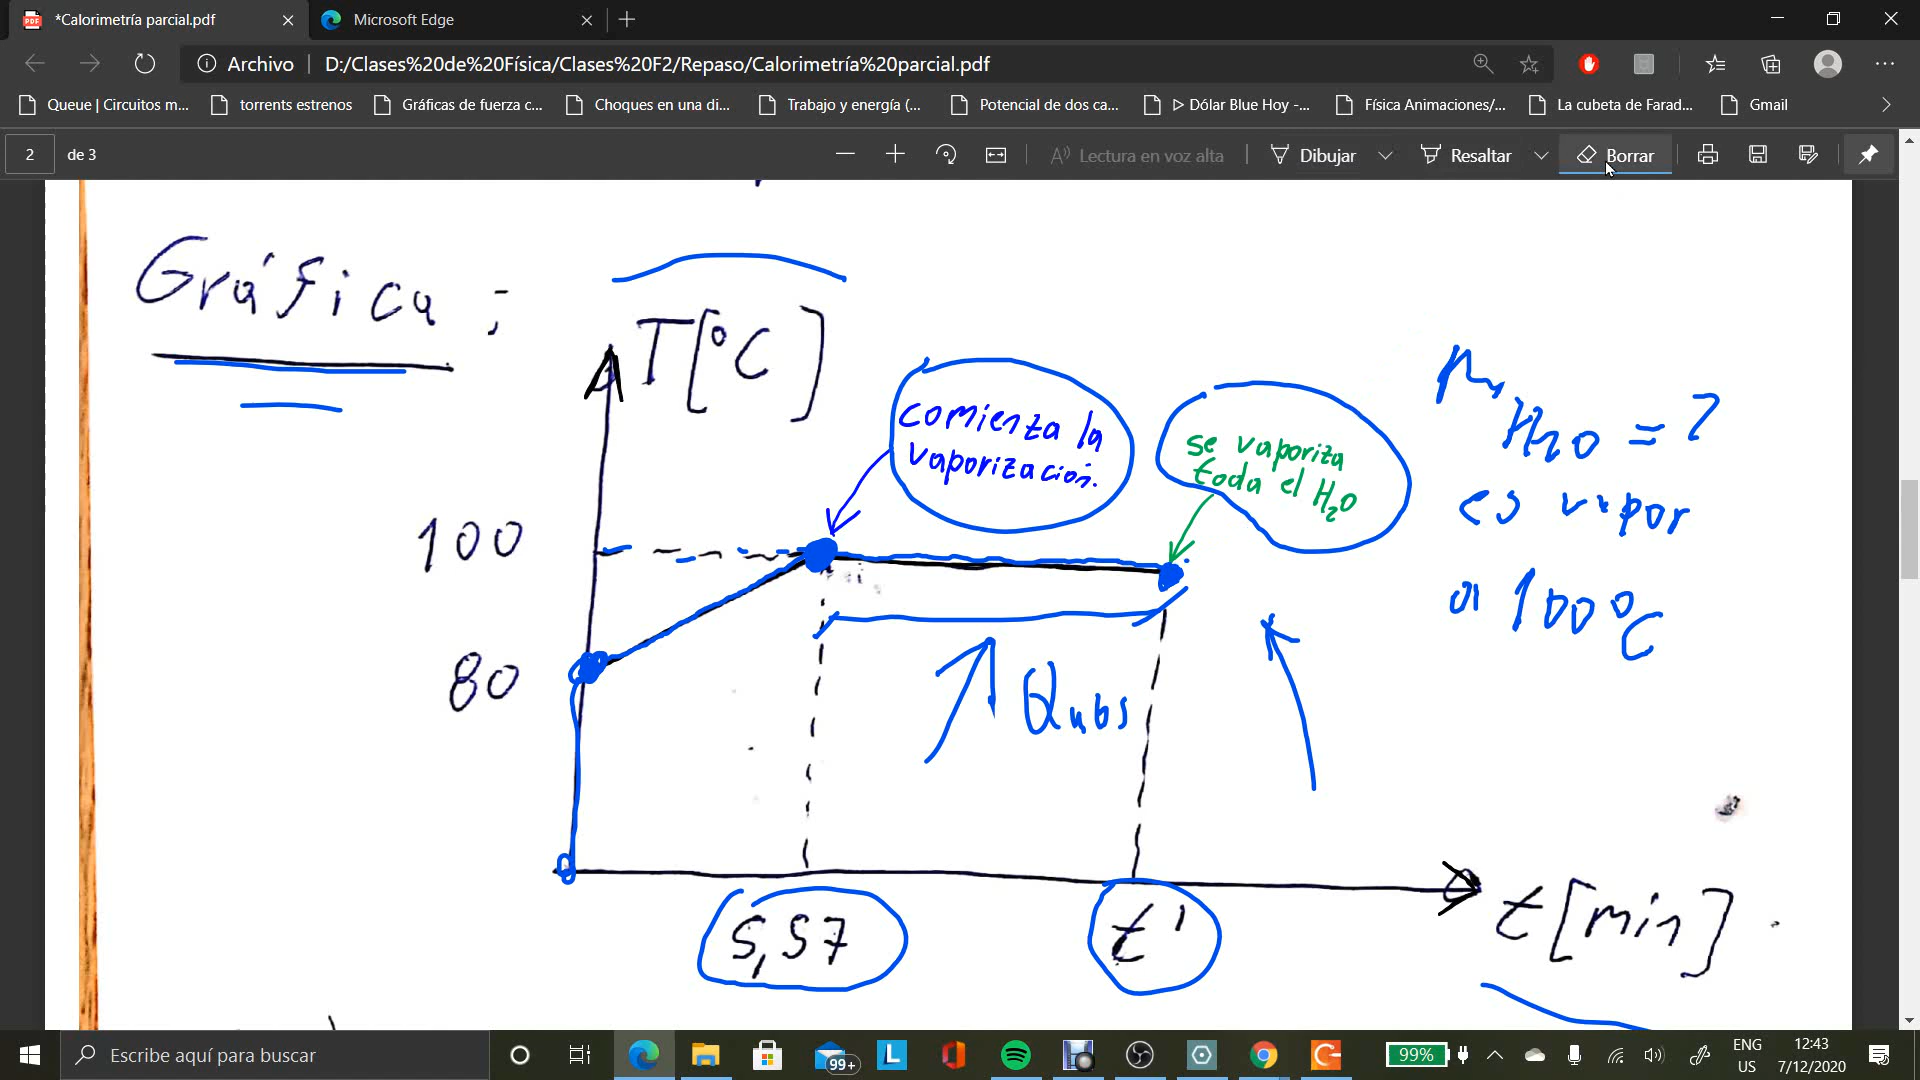 *Calorimetría parcial.pdf
Microsoft Edge
Archivo
D:/Clases%20de%20Física/Clases%20F2/Repaso/Calorimetría%20parcial.pdf
Queue | Circuitos m...
torrents estrenos
Gráficas de fuerza c...
Choques en una di...
Trabajo y energía (...
Potencial de dos ca...
▷ Dólar Blue Hoy -...
Física Animaciones/...
La cubeta de Farad...
Gmail
2
de 3
Lectura en voz alta
Dibujar
Resaltar
Borrar
Gráfica:
T[°C]
comienza la
vaporización.
se vaporiza
toda el H₂O
m H₂O = ?
es vapor
a 100°C
100
80
Qabs
5,57
t'
t[min]
Escribe aquí para buscar
99+
L
99%
ENG
US
12:43
7/12/2020